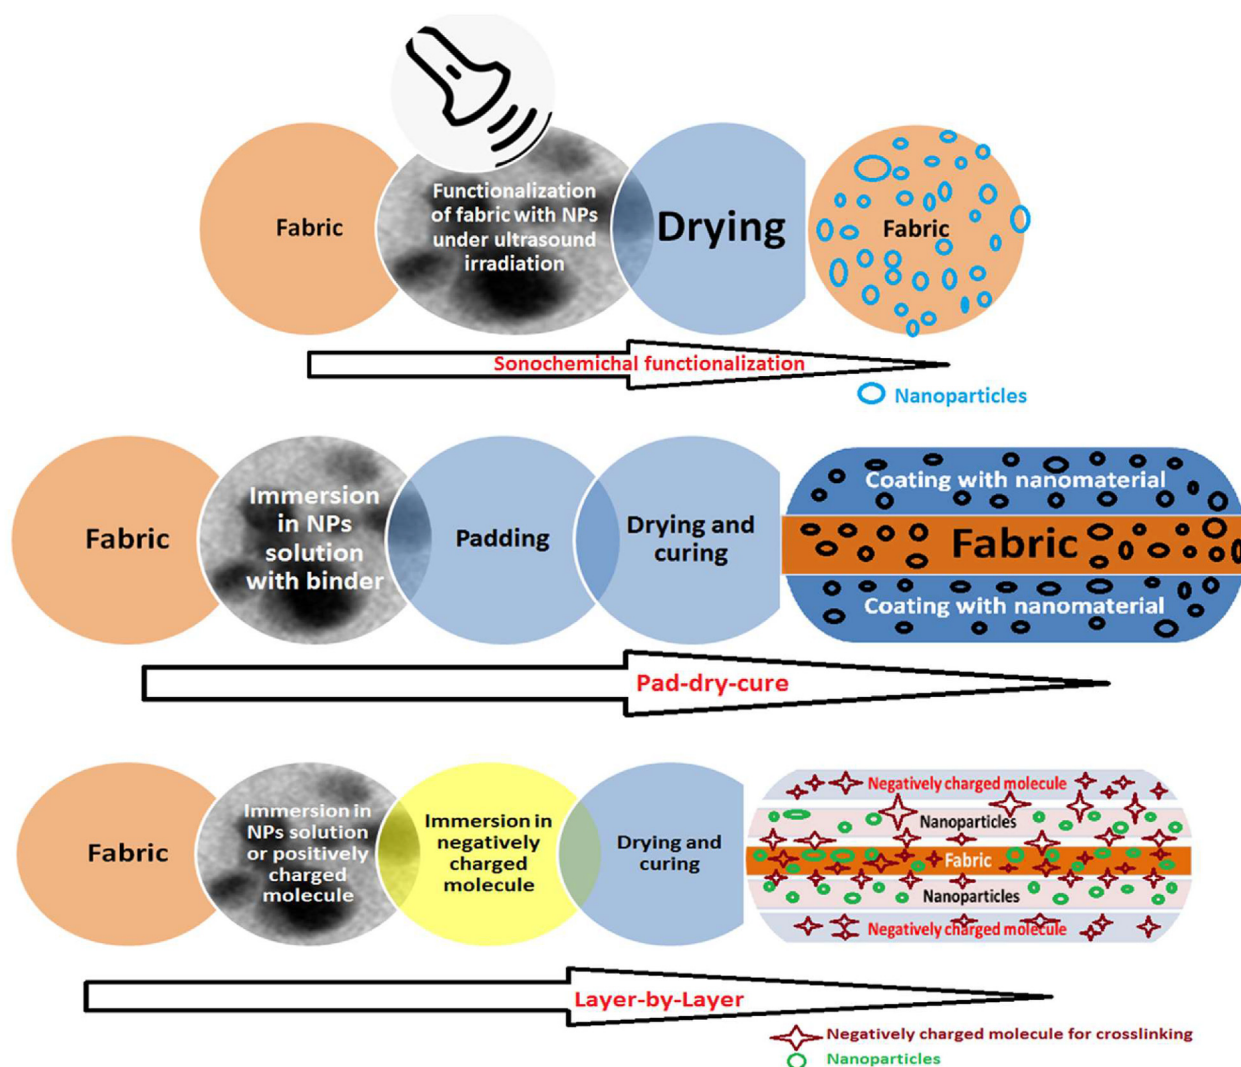 Fabric
Functionalization
of fabric with NPs
under ultrasound
irradiation
Drying
Fabric
Sonochemichal functionalization
Nanoparticles
Fabric
Immersion
in NPs
solution
with binder
Padding
Drying and
curing
Coating with nanomaterial
Fabric
Coating with nanomaterial
Pad-dry-cure
Fabric
Immersion in
NPs solution
or positively
charged
molecule
Immersion in
negatively
charged
molecule
Drying and
curing
Negatively charged molecule
Nanoparticles
Fabric
Nanoparticles
Negatively charged molecule
Layer-by-Layer
Negatively charged molecule for crosslinking
Nanoparticles